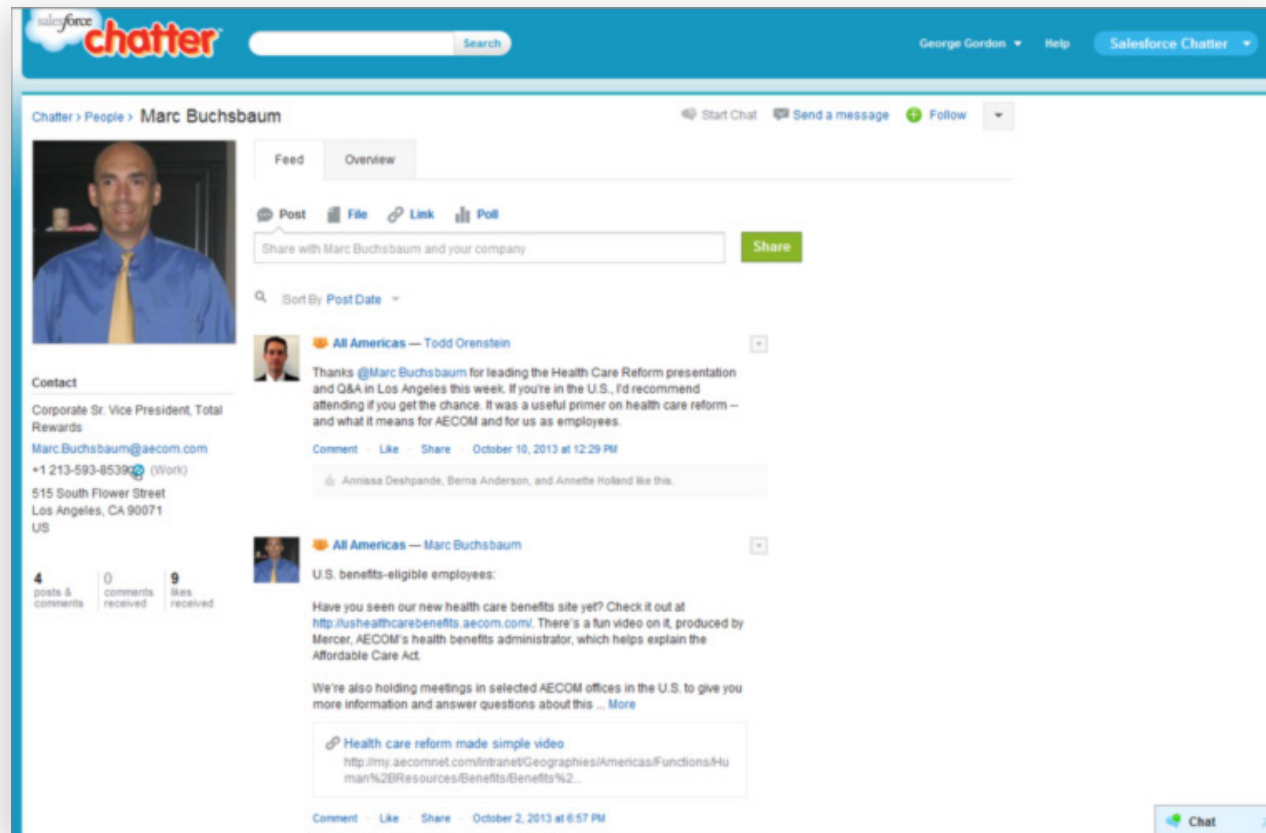 salesforce
chatter
Search
George Gordon
Help
Salesforce Chatter
Chatter > People > Marc Buchsbaum
Start Chat
Send a message
Follow
Feed
Overview
Post
File
Link
Poll
Share with Marc Buchsbaum and your company
Share
Sort By Post Date
Contact
Corporate Sr. Vice President, Total
Rewards
Marc.Buchsbaum@aecom.com
+1 213-593-8539 (Work)
515 South Flower Street
Los Angeles, CA 90071
US
4
posts &
comments
0
comments
received
9
likes
received
All Americas — Todd Orenstein
Thanks @Marc Buchsbaum for leading the Health Care Reform presentation
and Q&A in Los Angeles this week. If you're in the U.S., I'd recommend
attending if you get the chance. It was a useful primer on health care reform --
and what it means for AECOM and for us as employees.
Comment · Like · Share · October 10, 2013 at 12:29 PM
Annissa Deshpande, Berna Anderson, and Annette Holland like this.
All Americas — Marc Buchsbaum
U.S. benefits-eligible employees:
Have you seen our new health care benefits site yet? Check it out at
http://ushealthcarebenefits.aecom.com/. There's a fun video on it, produced by
Mercer, AECOM's health benefits administrator, which helps explain the
Affordable Care Act.
We're also holding meetings in selected AECOM offices in the U.S. to give you
more information and answer questions about this ... More
Health care reform made simple video
http://my.aecomnet.com/Intranet/Geographies/Americas/Functions/Hu
man%2BResources/Benefits/Benefits%2...
Comment · Like · Share · October 2, 2013 at 6:57 PM
Chat